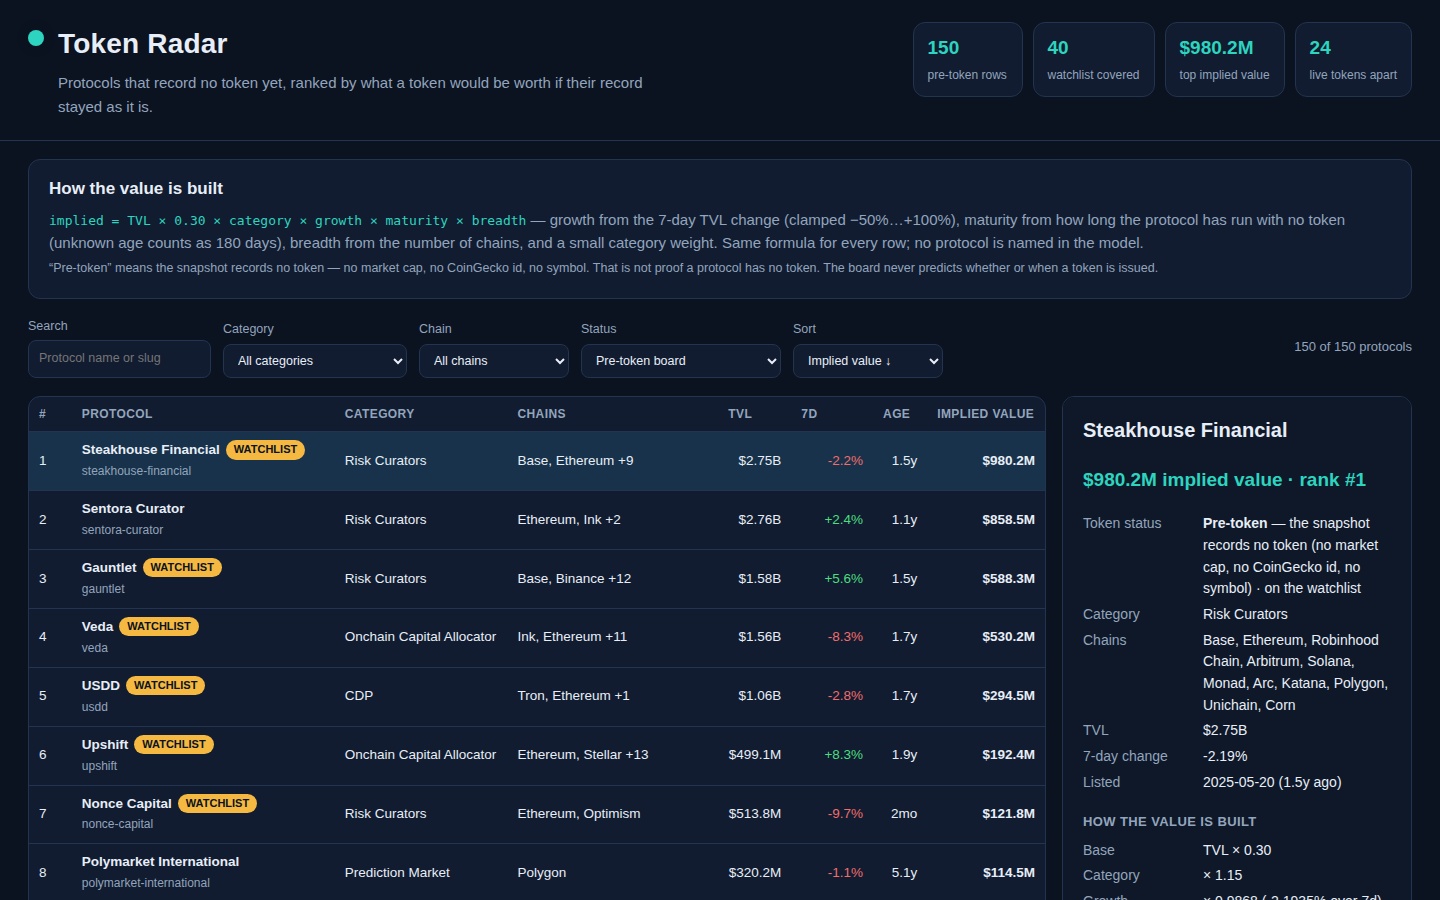 Token Radar
Protocols that record no token yet, ranked by what a token would be worth if their record
stayed as it is.
150
pre-token rows
40
watchlist covered
$980.2M
top implied value
24
live tokens apart
How the value is built
implied = TVL × 0.30 × category × growth × maturity × breadth — growth from the 7-day TVL change (clamped −50%…+100%), maturity from how long the protocol has run with no token
(unknown age counts as 180 days), breadth from the number of chains, and a small category weight. Same formula for every row; no protocol is named in the model.
“Pre-token” means the snapshot records no token — no market cap, no CoinGecko id, no symbol. That is not proof a protocol has no token. The board never predicts whether or when a token is issued.
Search
Protocol name or slug
Category
All categories
Chain
All chains
Status
Pre-token board
Sort
Implied value ↓
150 of 150 protocols
# PROTOCOL CATEGORY CHAINS TVL 7D AGE IMPLIED VALUE
1 Steakhouse Financial WATCHLIST Risk Curators Base, Ethereum +9 $2.75B -2.2% 1.5y $980.2M
steakhouse-financial
2 Sentora Curator Risk Curators Ethereum, Ink +2 $2.76B +2.4% 1.1y $858.5M
sentora-curator
3 Gauntlet WATCHLIST Risk Curators Base, Binance +12 $1.58B +5.6% 1.5y $588.3M
gauntlet
4 Veda WATCHLIST Onchain Capital Allocator Ink, Ethereum +11 $1.56B -8.3% 1.7y $530.2M
veda
5 USDD WATCHLIST CDP Tron, Ethereum +1 $1.06B -2.8% 1.7y $294.5M
usdd
6 Upshift WATCHLIST Onchain Capital Allocator Ethereum, Stellar +13 $499.1M +8.3% 1.9y $192.4M
upshift
7 Nonce Capital WATCHLIST Risk Curators Ethereum, Optimism $513.8M -9.7% 2mo $121.8M
nonce-capital
8 Polymarket International Prediction Market Polygon $320.2M -1.1% 5.1y $114.5M
polymarket-international
Steakhouse Financial
$980.2M implied value · rank #1
Token status Pre-token — the snapshot
records no token (no market
cap, no CoinGecko id, no
symbol) · on the watchlist
Category Risk Curators
Chains Base, Ethereum, Robinhood
Chain, Arbitrum, Solana,
Monad, Arc, Katana, Polygon,
Unichain, Corn
TVL $2.75B
7-day change -2.19%
Listed 2025-05-20 (1.5y ago)
HOW THE VALUE IS BUILT
Base TVL × 0.30
Category × 1.15
Growth × 0.9868 (-2.1935% over 7d)